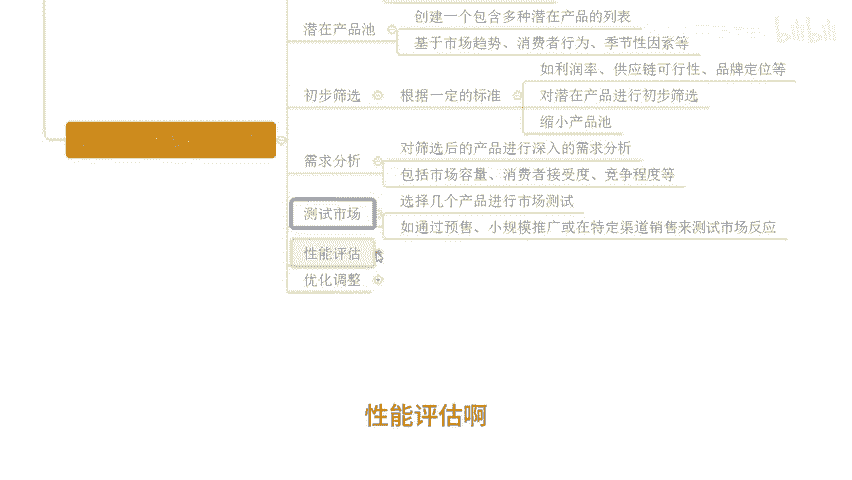 潜在产品池
创建一个包含多种潜在产品的列表
基于市场趋势、消费者行为、季节性因素等
bilibili
初步筛选
根据一定的标准
如利润率、供应链可行性、品牌定位等
对潜在产品进行初步筛选
缩小产品池
需求分析
对筛选后的产品进行深入的需求分析
包括市场容量、消费者接受度、竞争程度等
测试市场
选择几个产品进行市场测试
如通过预售、小规模推广或在特定渠道销售来测试市场反应
性能评估
优化调整
性能评估啊